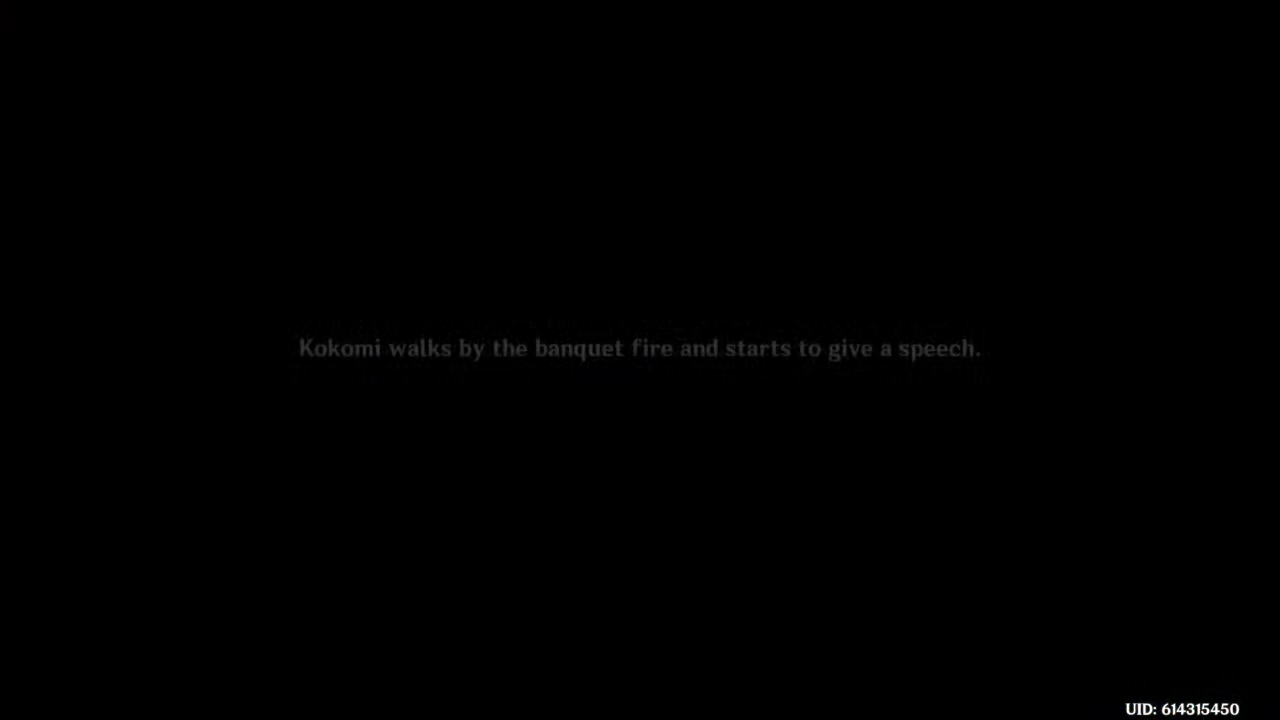 Kokomi walks by the banquet fire and starts to give a speech.
UID: 614315450